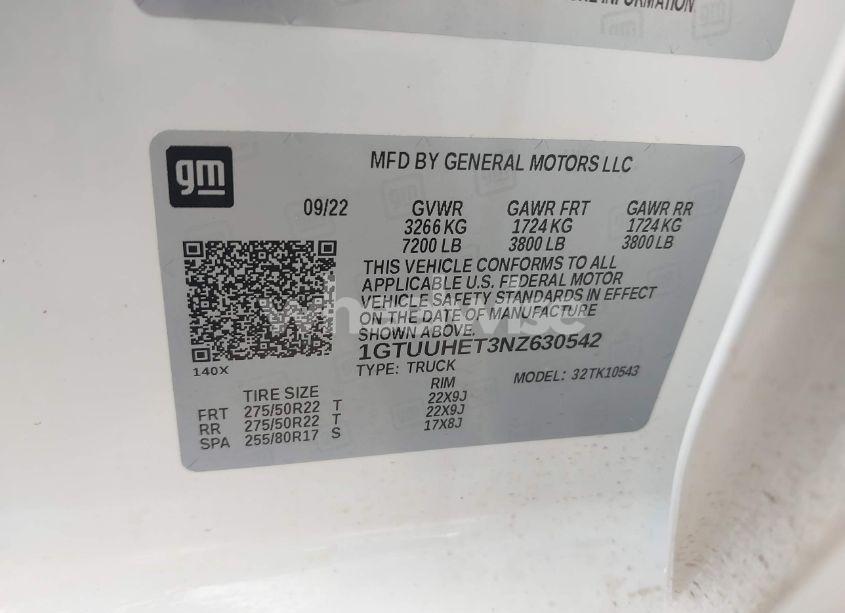 INFORMATION
gm
gm
MFD BY GENERAL MOTORS LLC
09/22 GVWR GAWR FRT GAWR RR
3266 KG 1724 KG 1724 KG
7200 LB 3800 LB 3800 LB
THIS VEHICLE CONFORMS TO ALL
APPLICABLE U.S. FEDERAL MOTOR
VEHICLE SAFETY STANDARDS IN EFFECT
ON THE DATE OF MANUFACTURE
SHOWN ABOVE.
1GTUUHET3NZ630542
140X TYPE: TRUCK MODEL: 32TK10543
TIRE SIZE RIM
FRT 275/50R22 T 22X9J
RR 275/50R22 T 22X9J
SPA 255/80R17 S 17X8J